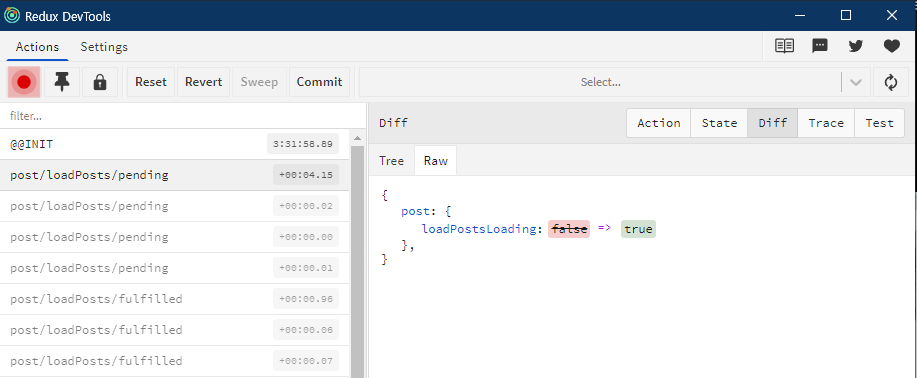 Redux DevTools
Actions Settings
Reset Revert Sweep Commit Select...
filter...
@@INIT 3:31:58.89
post/loadPosts/pending +00:04.15
post/loadPosts/pending +00:00.02
post/loadPosts/pending +00:00.00
post/loadPosts/pending +00:00.01
post/loadPosts/fulfilled +00:00.96
post/loadPosts/fulfilled +00:00.06
post/loadPosts/fulfilled +00:00.07
Diff Action State Diff Trace Test
Tree Raw
{
post: {
loadPostsLoading: false => true
},
}